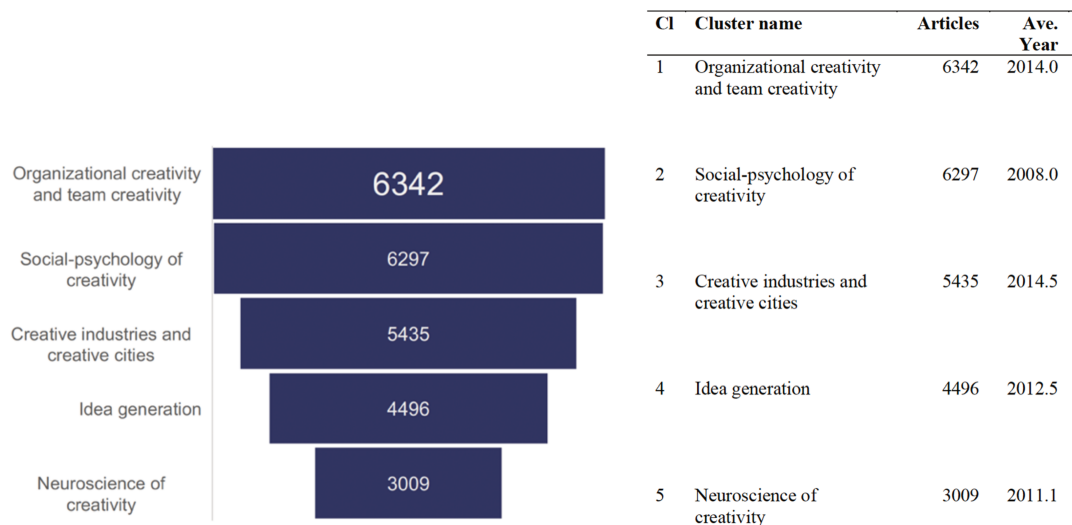 Organizational creativity
and team creativity
6342
Social-psychology of
creativity
6297
Creative industries and
creative cities
5435
Idea generation
4496
Neuroscience of
creativity
3009
Cl Cluster name Articles Ave.
Year
1 Organizational creativity 6342 2014.0
and team creativity
2 Social-psychology of 6297 2008.0
creativity
3 Creative industries and 5435 2014.5
creative cities
4 Idea generation 4496 2012.5
5 Neuroscience of 3009 2011.1
creativity